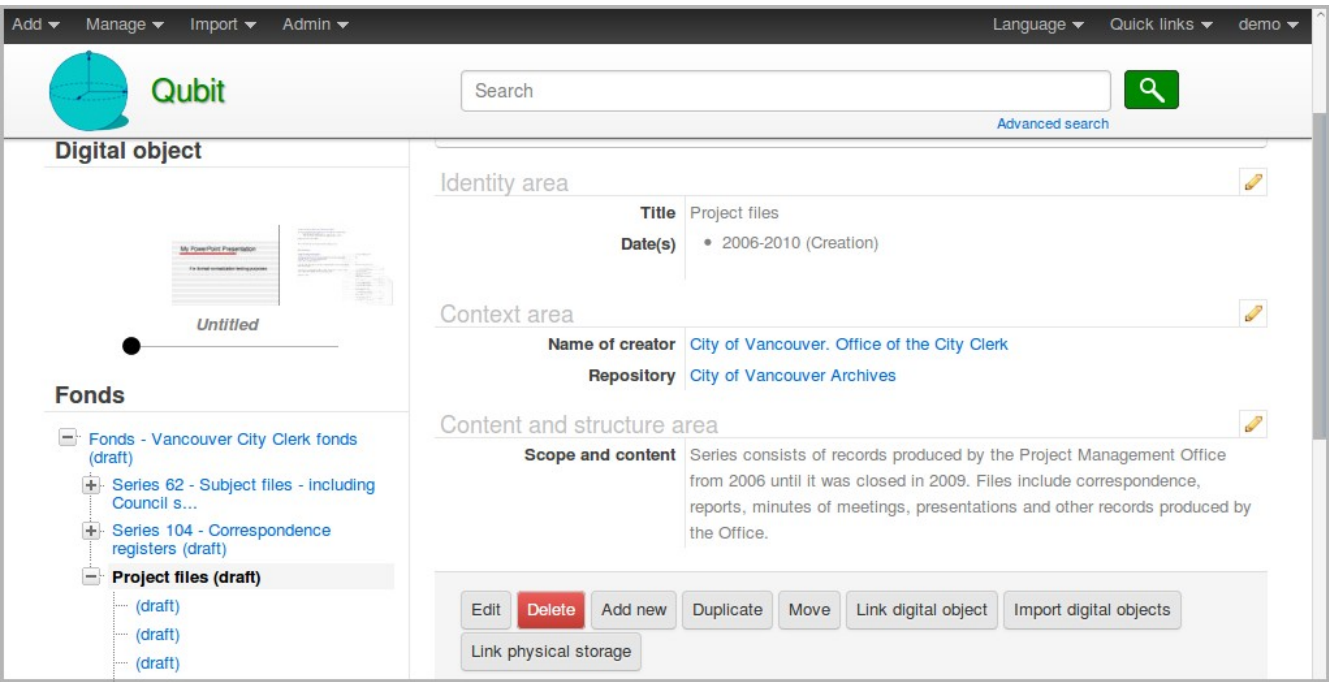 Add Manage Import Admin Language Quick links demo
Qubit
Search
Advanced search
Digital object
My PowerPoint Presentation
For format normalization testing purposes
Untitled
Fonds
Fonds - Vancouver City Clerk fonds
(draft)
Series 62 - Subject files - including
Council s...
Series 104 - Correspondence
registers (draft)
Project files (draft)
(draft)
(draft)
(draft)
Identity area
Title Project files
Date(s) • 2006-2010 (Creation)
Context area
Name of creator City of Vancouver. Office of the City Clerk
Repository City of Vancouver Archives
Content and structure area
Scope and content Series consists of records produced by the Project Management Office
from 2006 until it was closed in 2009. Files include correspondence,
reports, minutes of meetings, presentations and other records produced by
the Office.
Edit Delete Add new Duplicate Move Link digital object Import digital objects
Link physical storage